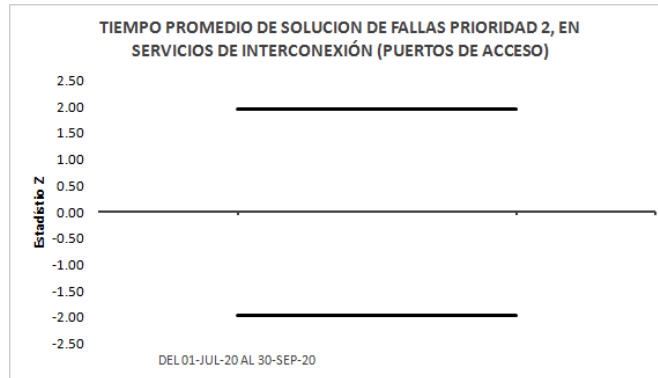 TIEMPO PROMEDIO DE SOLUCION DE FALLAS PRIORIDAD 2, EN
SERVICIOS DE INTERCONEXIÓN (PUERTOS DE ACCESO)
2.50
2.00
1.50
1.00
0.50
0.00
-0.50
-1.00
-1.50
-2.00
-2.50
Estadístio Z
DEL 01-JUL-20 AL 30-SEP-20